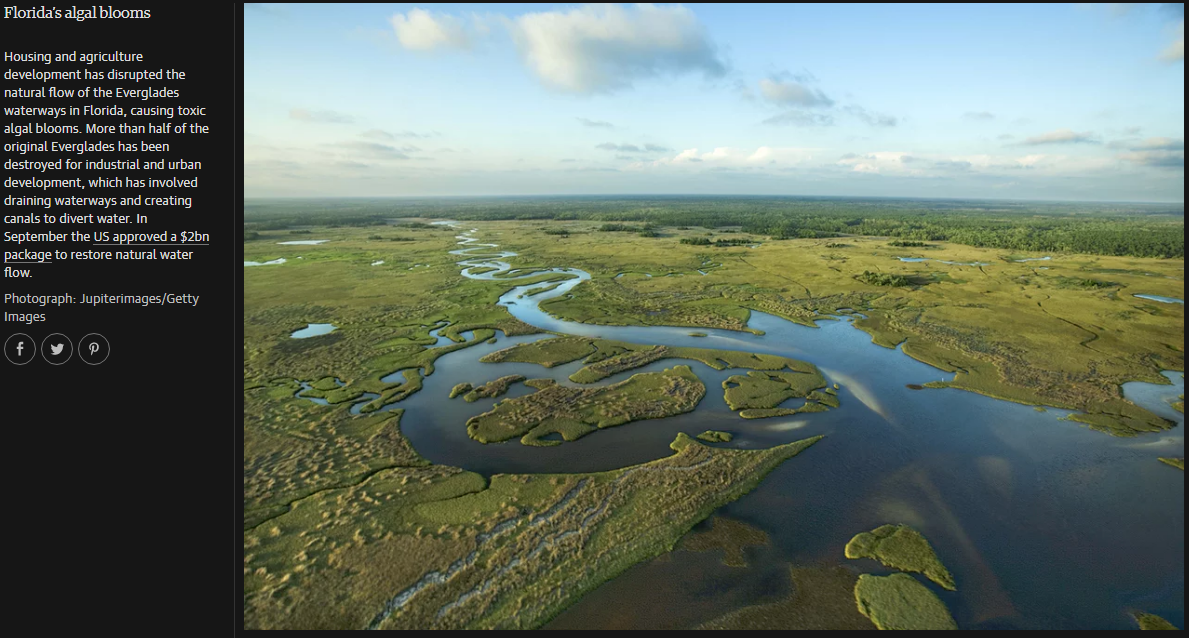 Florida's algal blooms
Housing and agriculture
development has disrupted the
natural flow of the Everglades
waterways in Florida, causing toxic
algal blooms. More than half of the
original Everglades has been
destroyed for industrial and urban
development, which has involved
draining waterways and creating
canals to divert water. In
September the US approved a $2bn
package to restore natural water
flow.
Photograph: Jupiterimages/Getty
Images